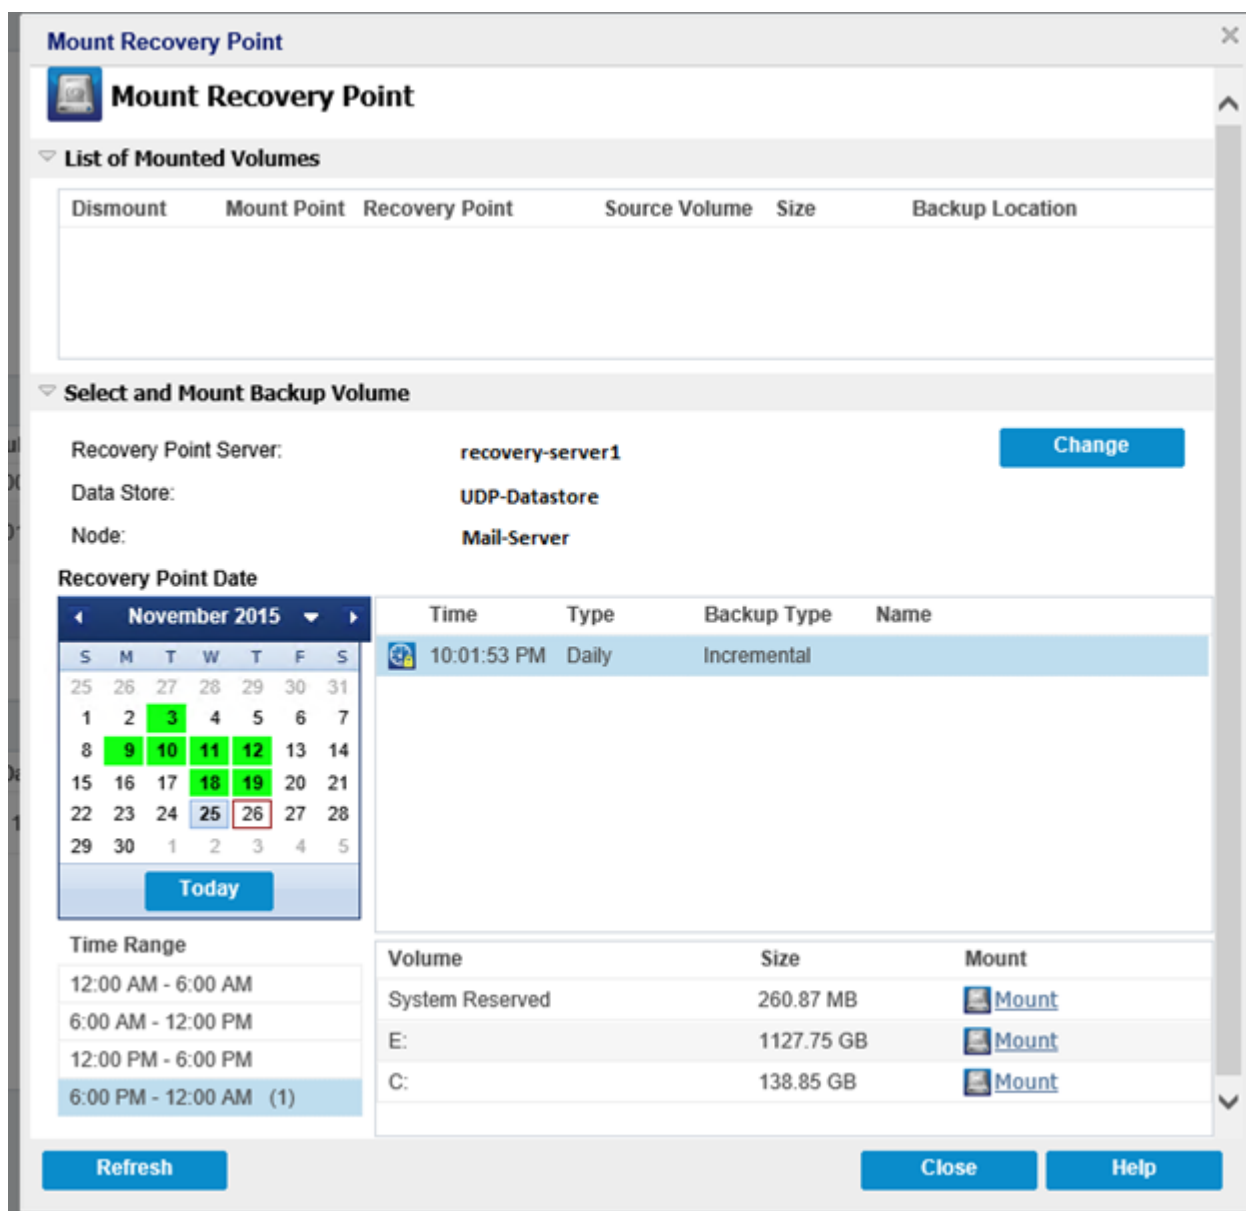 Mount Recovery Point
Mount Recovery Point
List of Mounted Volumes
Dismount Mount Point Recovery Point Source Volume Size Backup Location
Select and Mount Backup Volume
Recovery Point Server: recovery-server1 Change
Data Store: UDP-Datastore
Node: Mail-Server
Recovery Point Date
November 2015
S M T W T F S
25 26 27 28 29 30 31
1 2 3 4 5 6 7
8 9 10 11 12 13 14
15 16 17 18 19 20 21
22 23 24 25 26 27 28
29 30 1 2 3 4 5
Today
Time Type Backup Type Name
10:01:53 PM Daily Incremental
Time Range
12:00 AM - 6:00 AM
6:00 AM - 12:00 PM
12:00 PM - 6:00 PM
6:00 PM - 12:00 AM (1)
Volume Size Mount
System Reserved 260.87 MB Mount
E: 1127.75 GB Mount
C: 138.85 GB Mount
Refresh Close Help